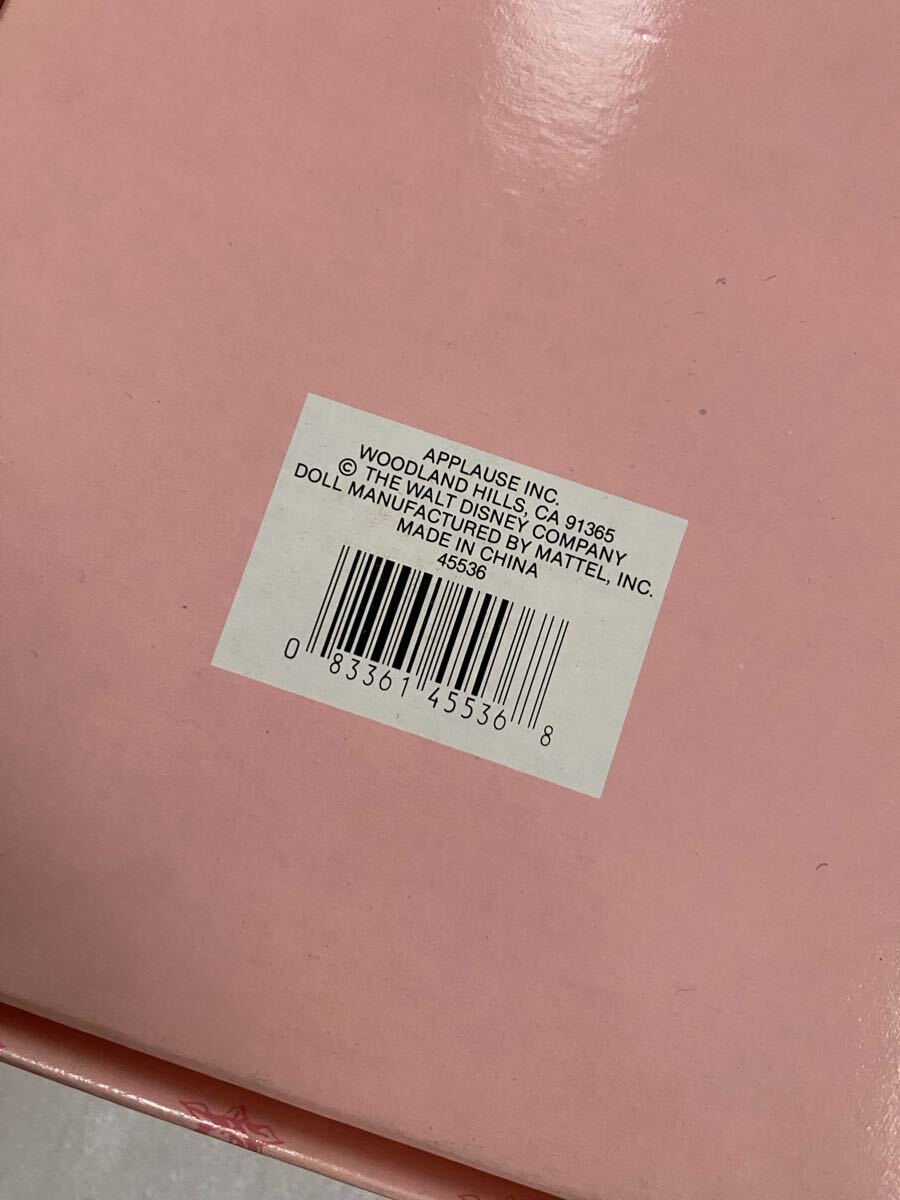 APPLAUSE INC.
WOODLAND HILLS, CA 91365
© THE WALT DISNEY COMPANY
DOLL MANUFACTURED BY MATTEL, INC.
MADE IN CHINA
45536
0 83361 45536 8